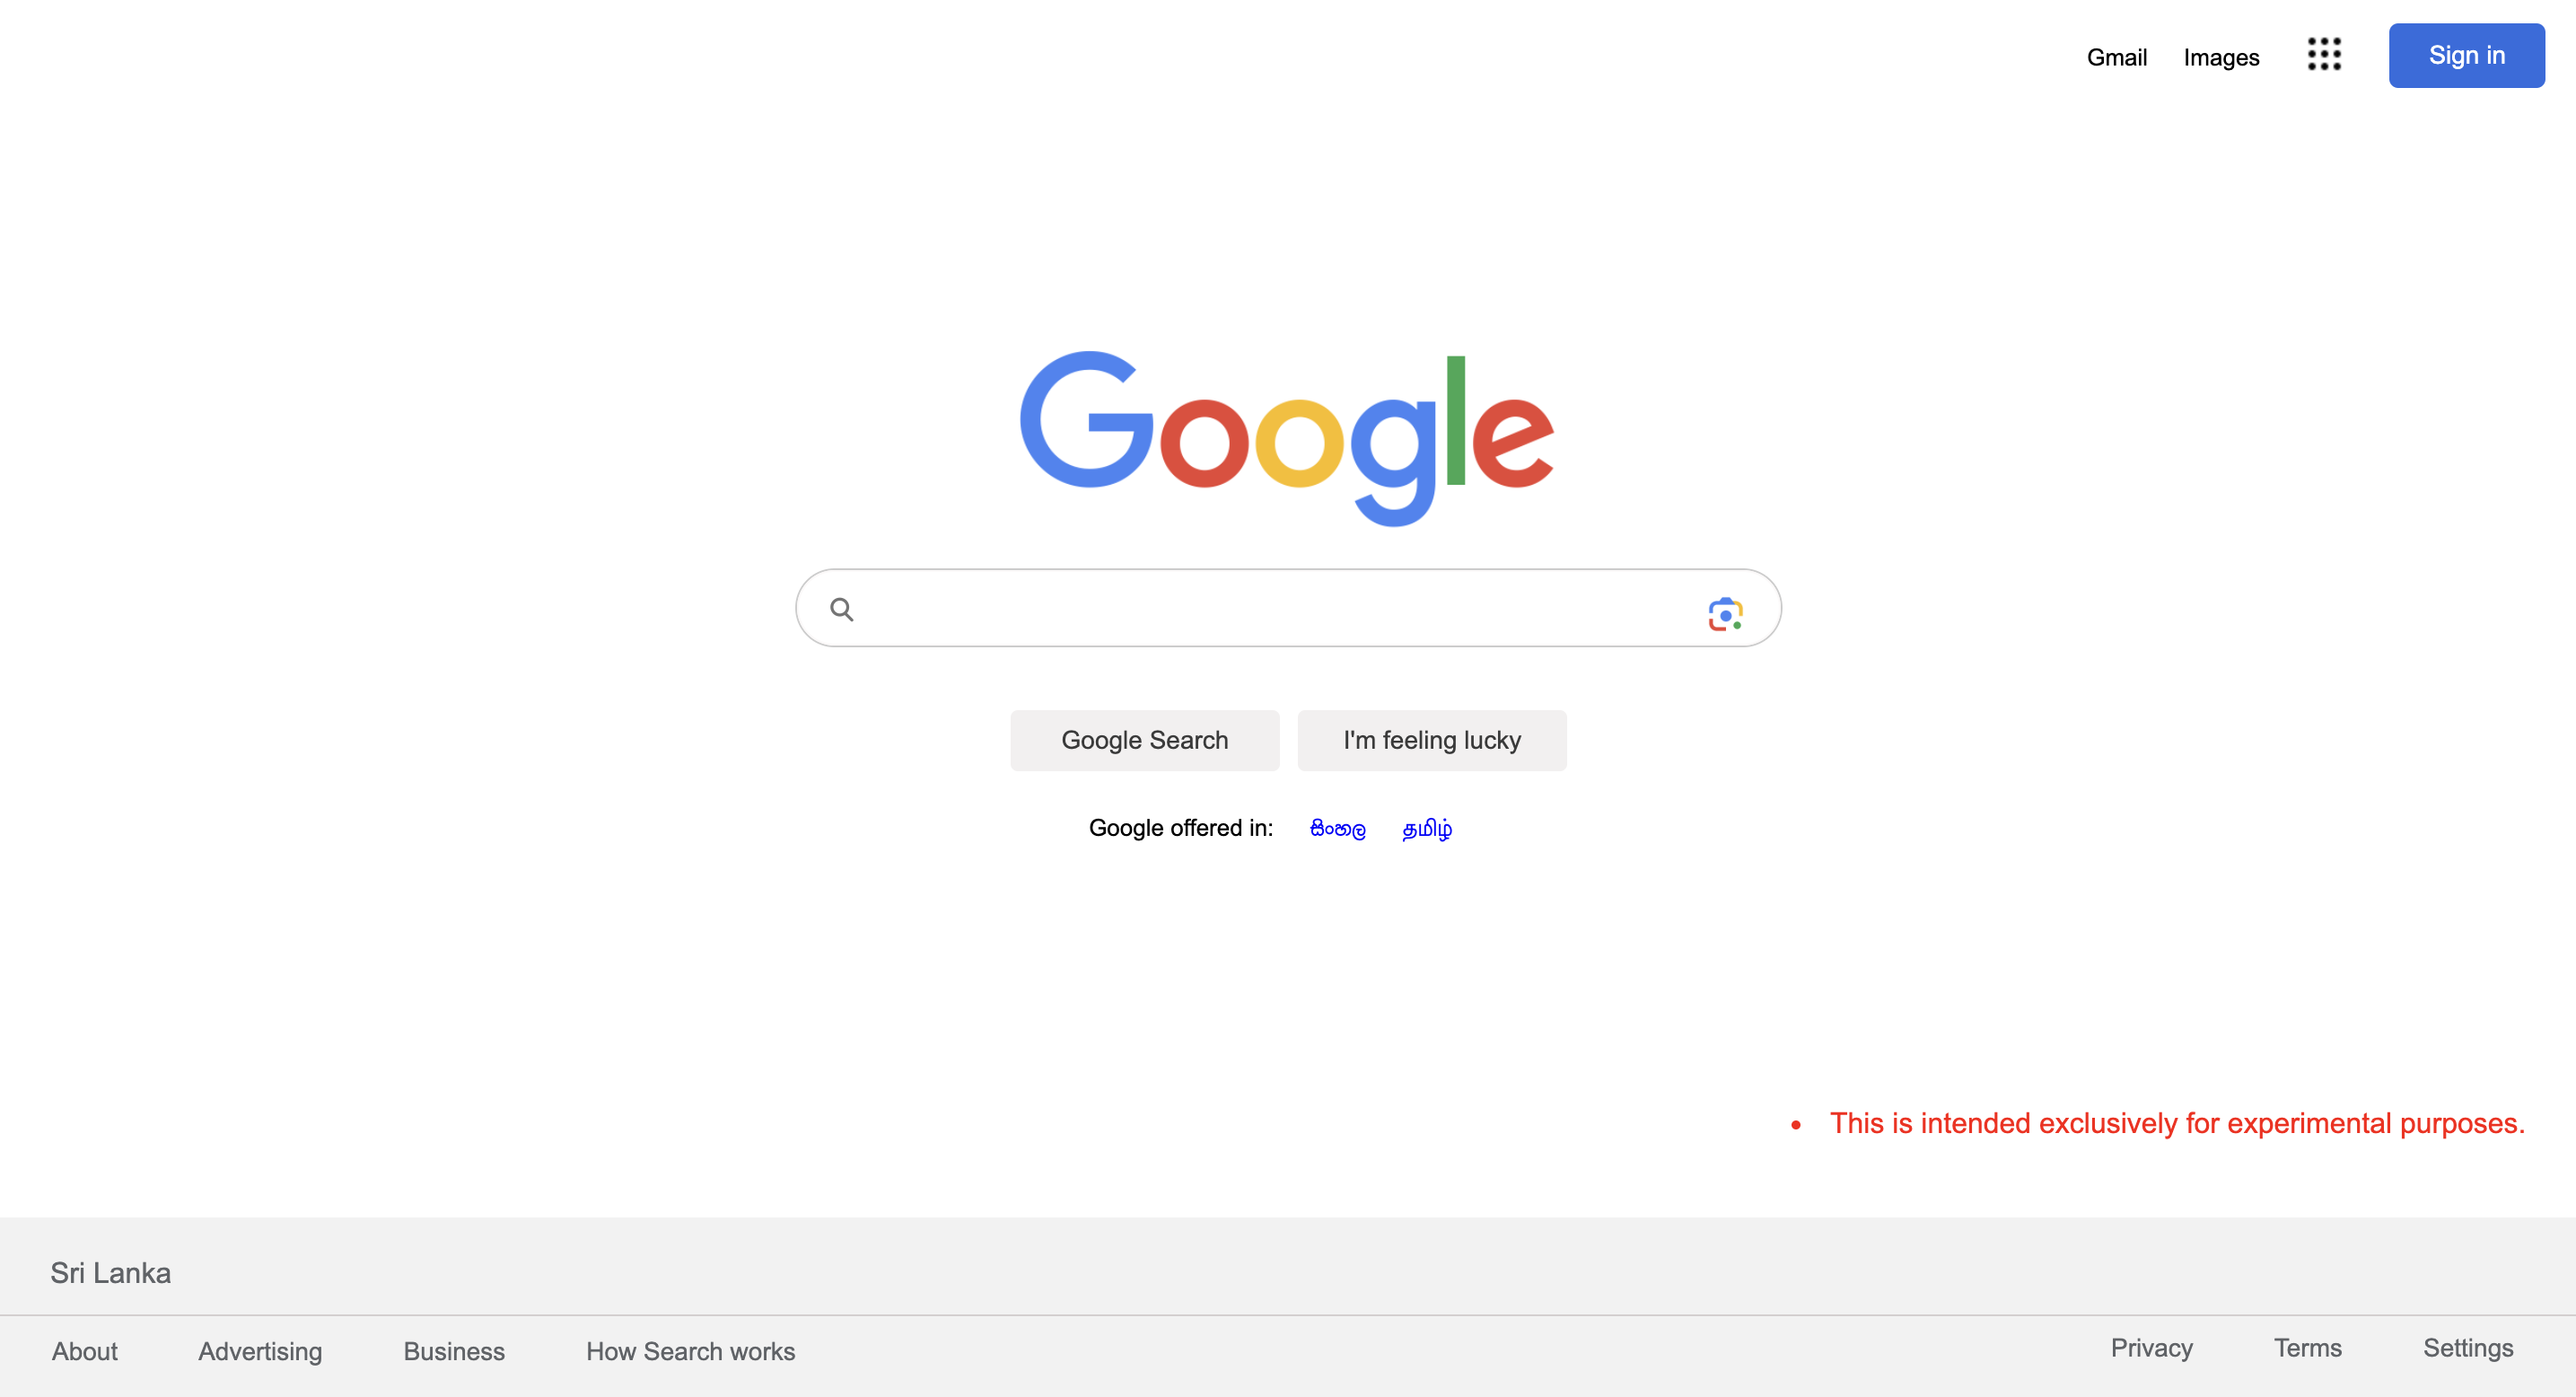 Gmail Images Sign in
Google
Google Search I'm feeling lucky
Google offered in: සිංහල தமிழ்
• This is intended exclusively for experimental purposes.
Sri Lanka
About Advertising Business How Search works Privacy Terms Settings